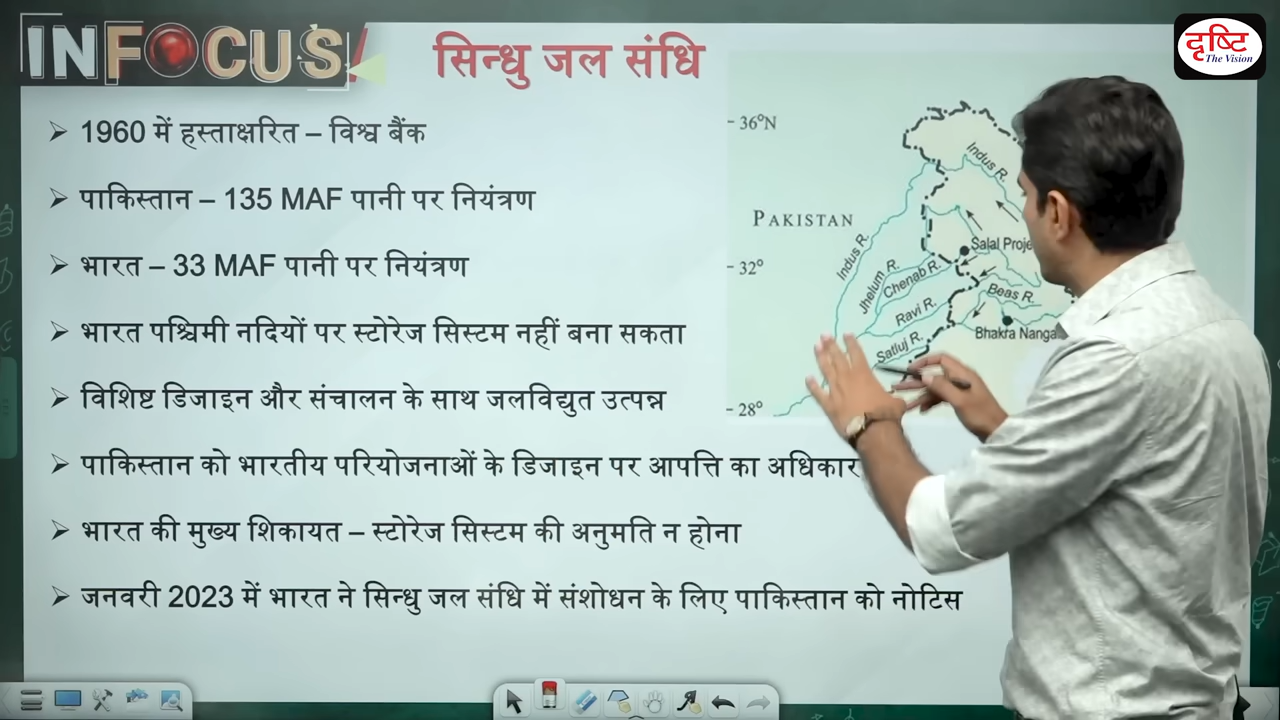 INFOCUS
सिन्धु जल संधि
दृष्टि
The Vision
1960 में हस्ताक्षरित – विश्व बैंक
पाकिस्तान – 135 MAF पानी पर नियंत्रण
भारत – 33 MAF पानी पर नियंत्रण
भारत पश्चिमी नदियों पर स्टोरेज सिस्टम नहीं बना सकता
विशिष्ट डिजाइन और संचालन के साथ जलविद्युत उत्पन्न
पाकिस्तान को भारतीय परियोजनाओं के डिजाइन पर आपत्ति का अधिकार
भारत की मुख्य शिकायत – स्टोरेज सिस्टम की अनुमति न होना
जनवरी 2023 में भारत ने सिन्धु जल संधि में संशोधन के लिए पाकिस्तान को नोटिस
36°N
Indus R.
PAKISTAN
Salal Proje
Indus R.
32°
Jhelum R.
Chenab R.
Beas R.
Ravi R.
Bhakra Nanga
Satluj R.
28°